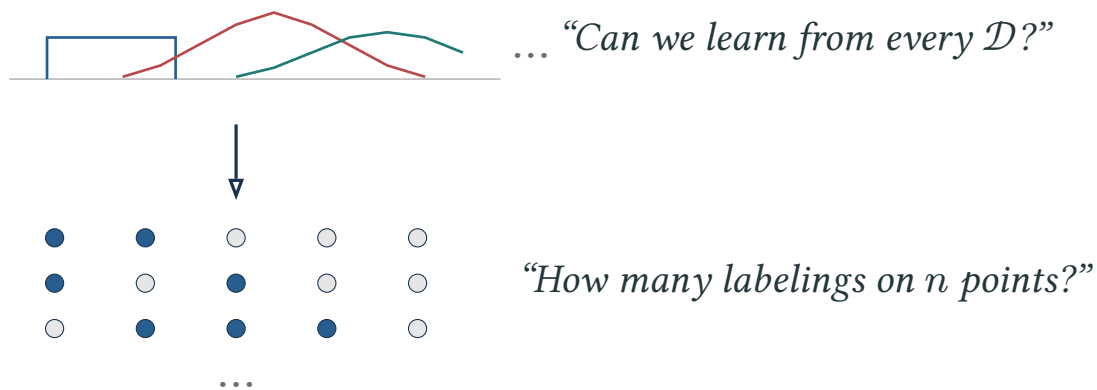 … “Can we learn from every 𝒟?”
“How many labelings on n points?”
…